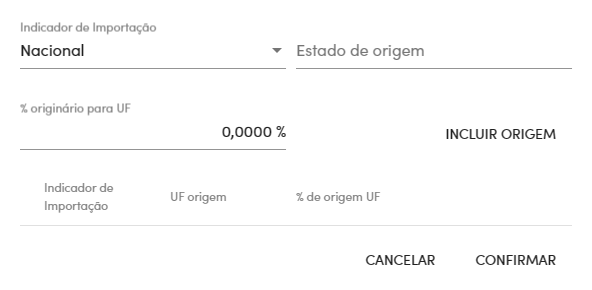 Indicador de Importação
Nacional
Estado de origem
% originário para UF
0,0000 %
INCLUIR ORIGEM
Indicador de
Importação
UF origem
% de origem UF
CANCELAR
CONFIRMAR